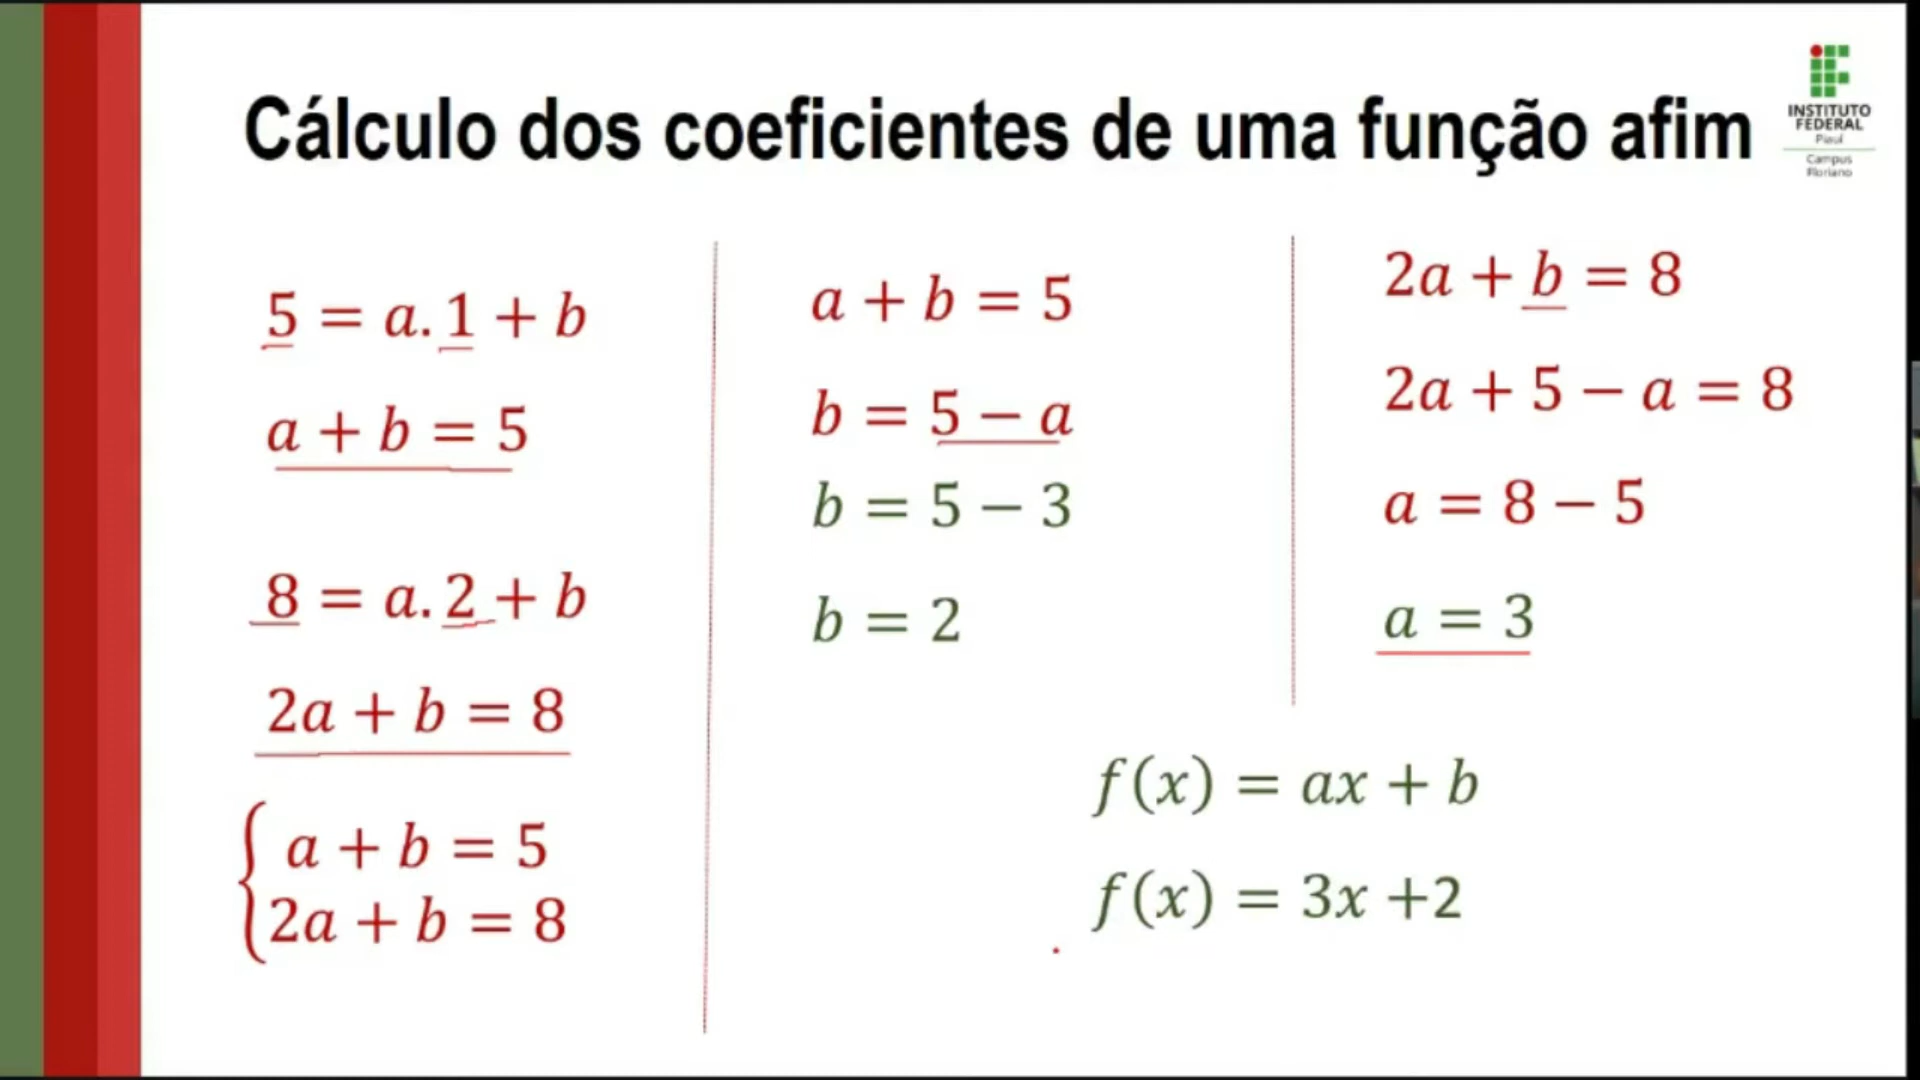 Cálculo dos coeficientes de uma função afim
INSTITUTO
FEDERAL
Piauí
Campus
Floriano
5 = a. 1 + b
a + b = 5
8 = a. 2 + b
2a + b = 8
a + b = 5
2a + b = 8
a + b = 5
b = 5 − a
b = 5 − 3
b = 2
2a + b = 8
2a + 5 − a = 8
a = 8 − 5
a = 3
f(x) = ax + b
f(x) = 3x +2